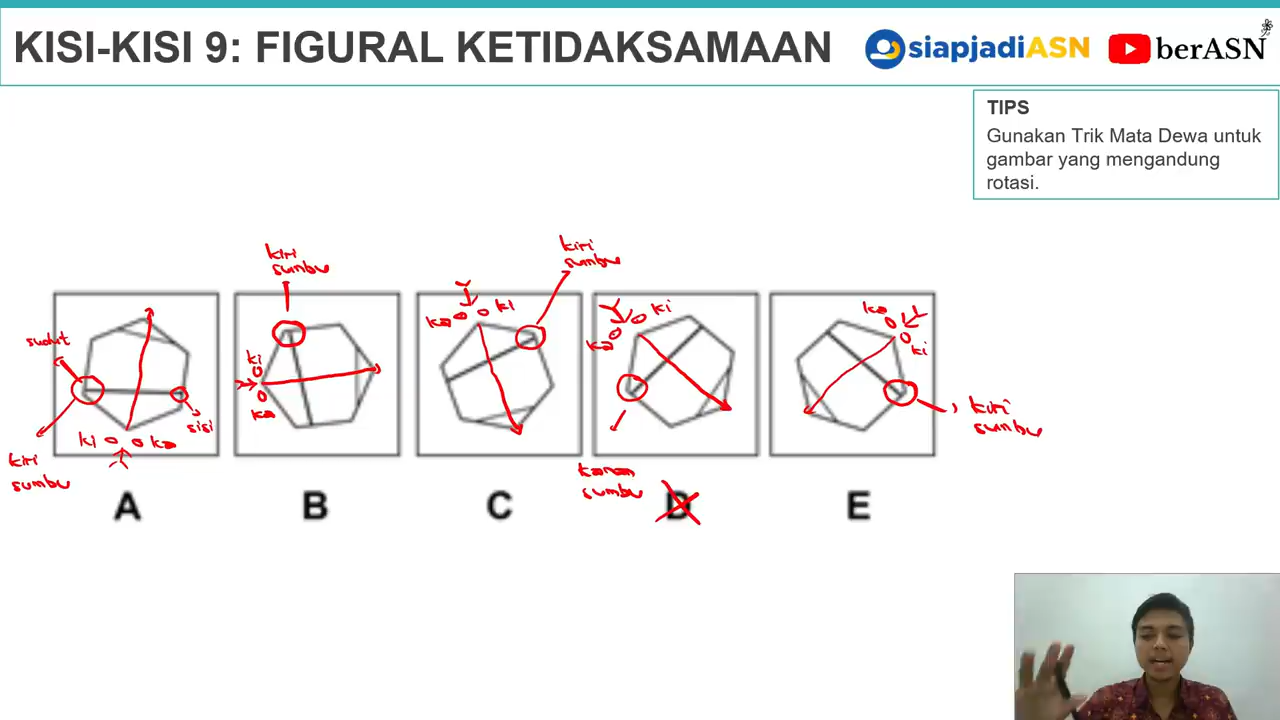 KISI-KISI 9: FIGURAL KETIDAKSAMAAN
siapjadiASN
berASN
TIPS
Gunakan Trik Mata Dewa untuk
gambar yang mengandung
rotasi.
kiri
sumbu
kiri
sumbu
sudut
sisi
ki
ka
kiri
sumbu
ki
ka
ka
ki
ka
ki
kanan
sumbu
ka
ki
kiri
sumbu
A
B
C
D
E